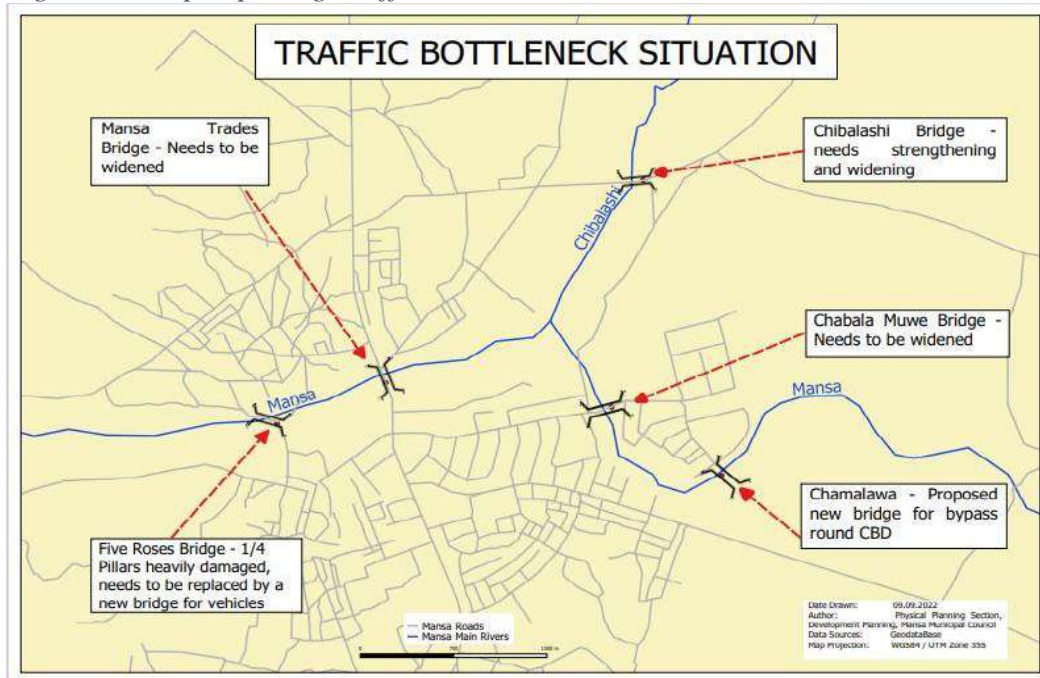 TRAFFIC BOTTLENECK SITUATION
Mansa Trades
Bridge - Needs to be
widened
Chibalashi Bridge -
needs strengthening
and widening
Chibalashi
Chabala Muwe Bridge -
Needs to be widened
Mansa
Mansa
Chamalawa - Proposed
new bridge for bypass
round CBD
Five Roses Bridge - 1/4
Pillars heavily damaged,
needs to be replaced by a
new bridge for vehicles
Mansa Roads
Mansa Main Rivers
0
Date Drawn: 09.09.2022
Author: Physical Planning Section,
Development Planning, Mansa Municipal Council
Data Sources: GeodataBase
Map Projection: WGS84 / UTM Zone 35S